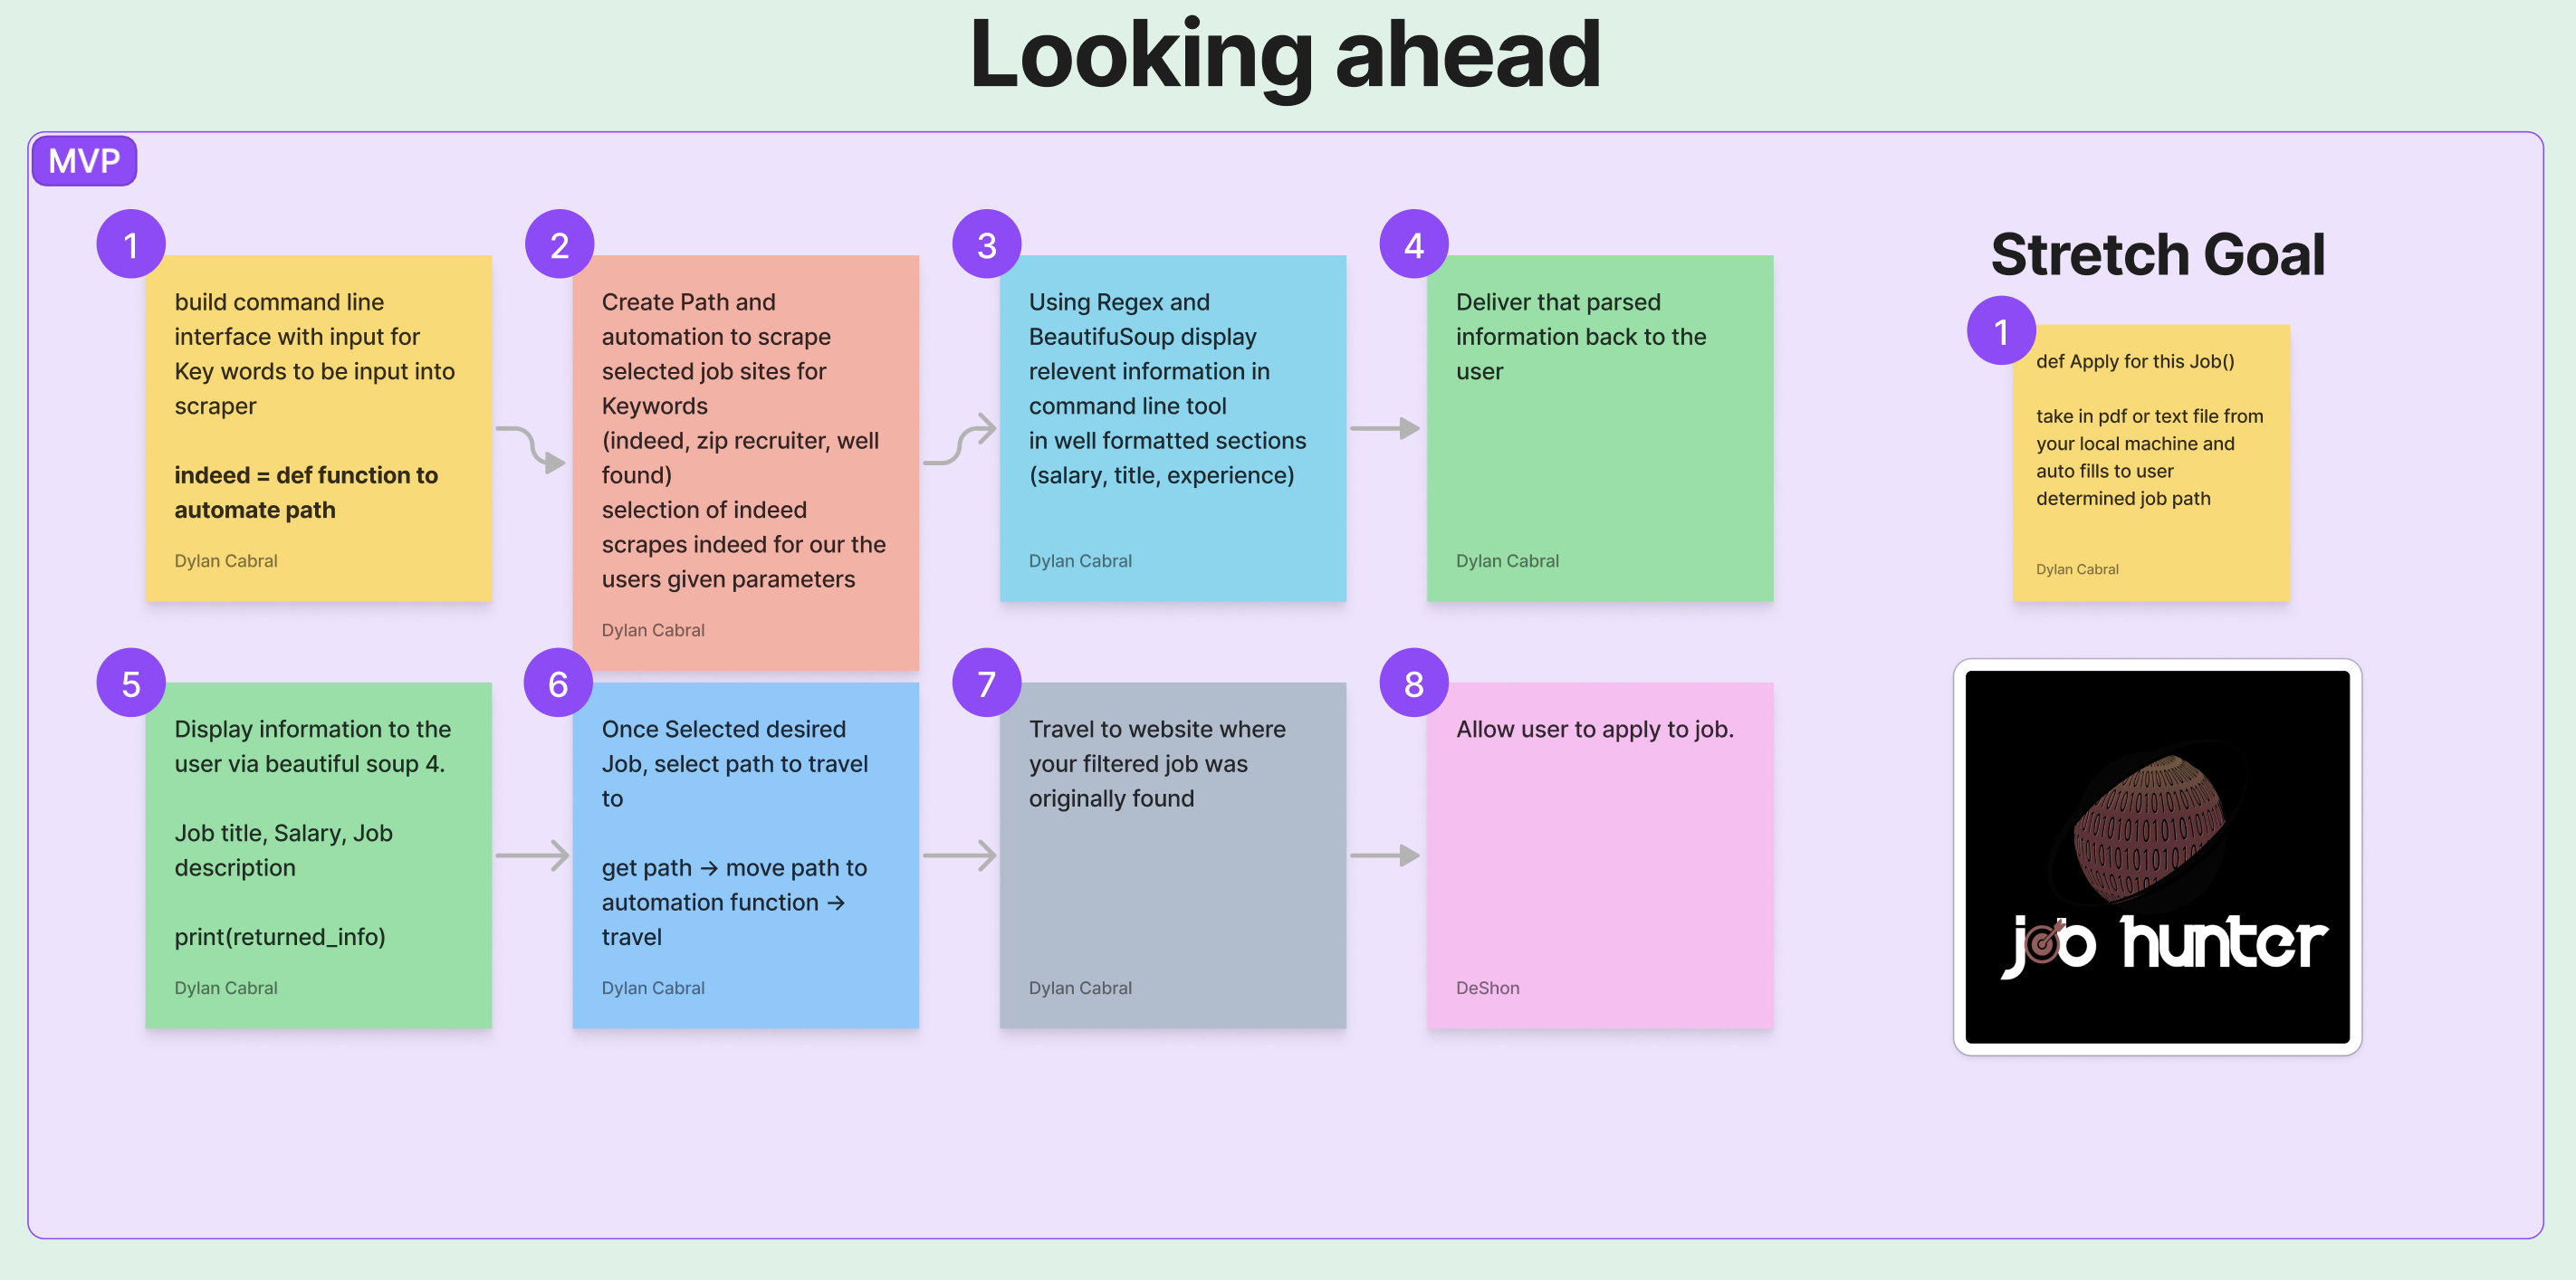 Looking ahead
MVP
1
build command line
interface with input for
Key words to be input into
scraper
indeed = def function to
automate path
Dylan Cabral
2
Create Path and
automation to scrape
selected job sites for
Keywords
(indeed, zip recruiter, well
found)
selection of indeed
scrapes indeed for our the
users given parameters
Dylan Cabral
3
Using Regex and
BeautifuSoup display
relevent information in
command line tool
in well formatted sections
(salary, title, experience)
Dylan Cabral
4
Deliver that parsed
information back to the
user
Dylan Cabral
5
Display information to the
user via beautiful soup 4.
Job title, Salary, Job
description
print(returned_info)
Dylan Cabral
6
Once Selected desired
Job, select path to travel
to
get path → move path to
automation function →
travel
Dylan Cabral
7
Travel to website where
your filtered job was
originally found
Dylan Cabral
8
Allow user to apply to job.
DeShon
Stretch Goal
1
def Apply for this Job()
take in pdf or text file from
your local machine and
auto fills to user
determined job path
Dylan Cabral
job hunter